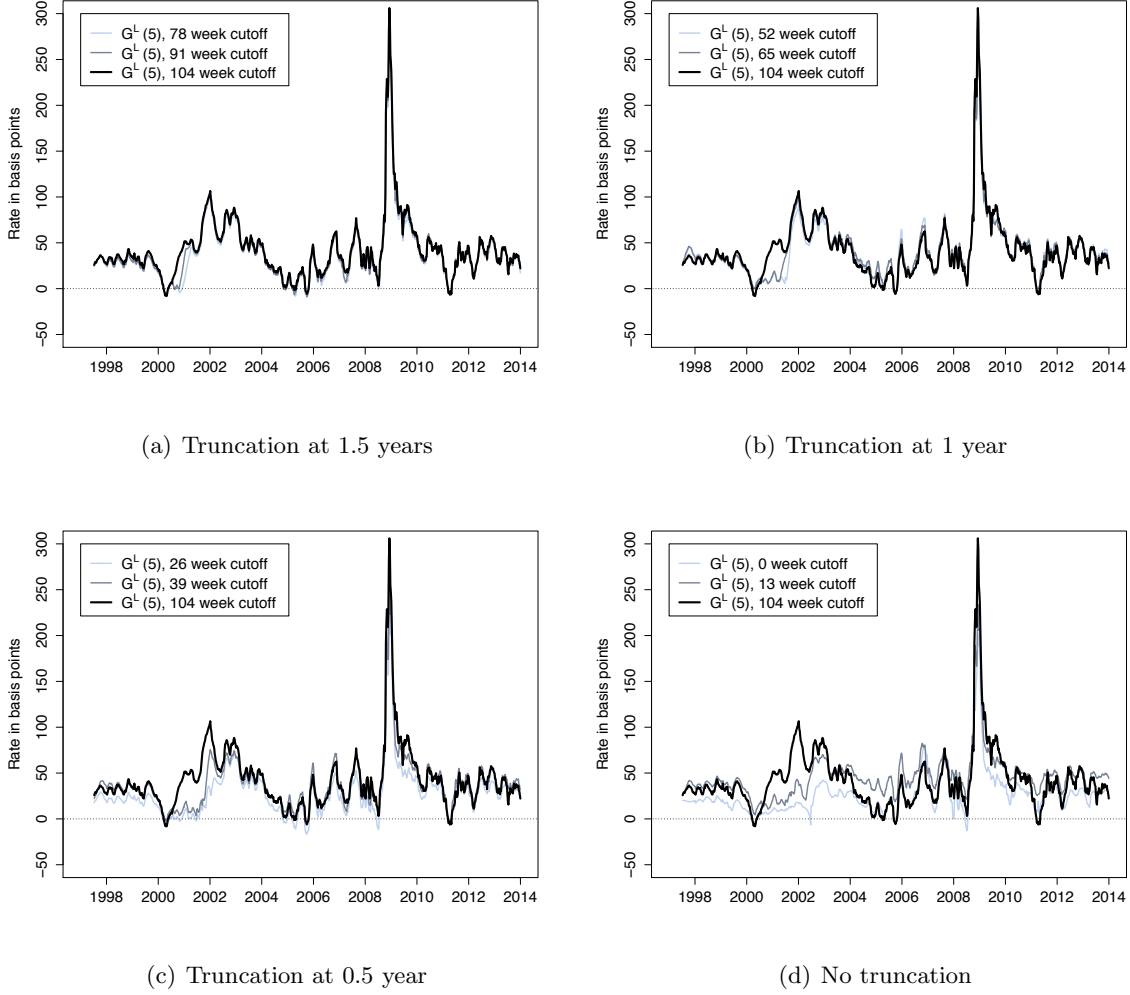 G^L (5), 78 week cutoff
G^L (5), 91 week cutoff
G^L (5), 104 week cutoff
Rate in basis points
300
250
200
150
100
50
0
−50
1998 2000 2002 2004 2006 2008 2010 2012 2014
(a) Truncation at 1.5 years
G^L (5), 52 week cutoff
G^L (5), 65 week cutoff
G^L (5), 104 week cutoff
Rate in basis points
300
250
200
150
100
50
0
−50
1998 2000 2002 2004 2006 2008 2010 2012 2014
(b) Truncation at 1 year
G^L (5), 26 week cutoff
G^L (5), 39 week cutoff
G^L (5), 104 week cutoff
Rate in basis points
300
250
200
150
100
50
0
−50
1998 2000 2002 2004 2006 2008 2010 2012 2014
(c) Truncation at 0.5 year
G^L (5), 0 week cutoff
G^L (5), 13 week cutoff
G^L (5), 104 week cutoff
Rate in basis points
300
250
200
150
100
50
0
−50
1998 2000 2002 2004 2006 2008 2010 2012 2014
(d) No truncation